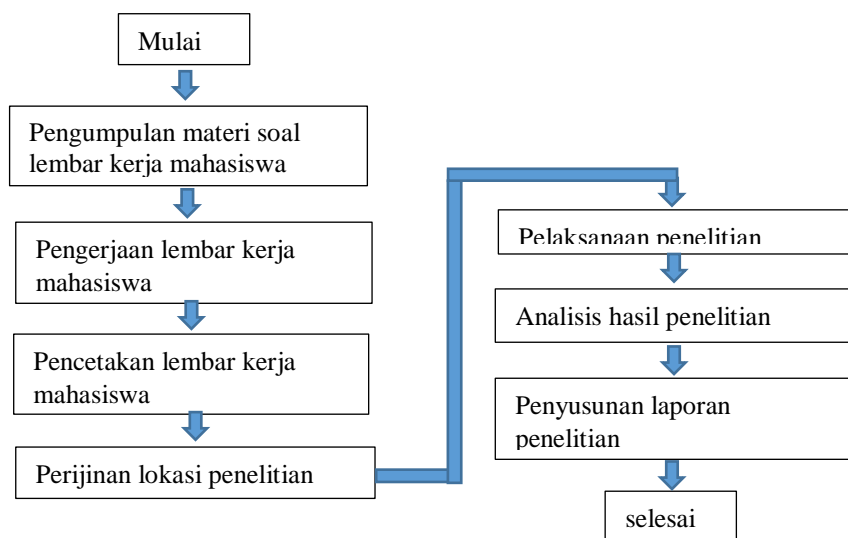 Mulai
Pengumpulan materi soal
lembar kerja mahasiswa
Pengerjaan lembar kerja
mahasiswa
Pencetakan lembar kerja
mahasiswa
Perijinan lokasi penelitian
Pelaksanaan penelitian
Analisis hasil penelitian
Penyusunan laporan
penelitian
selesai